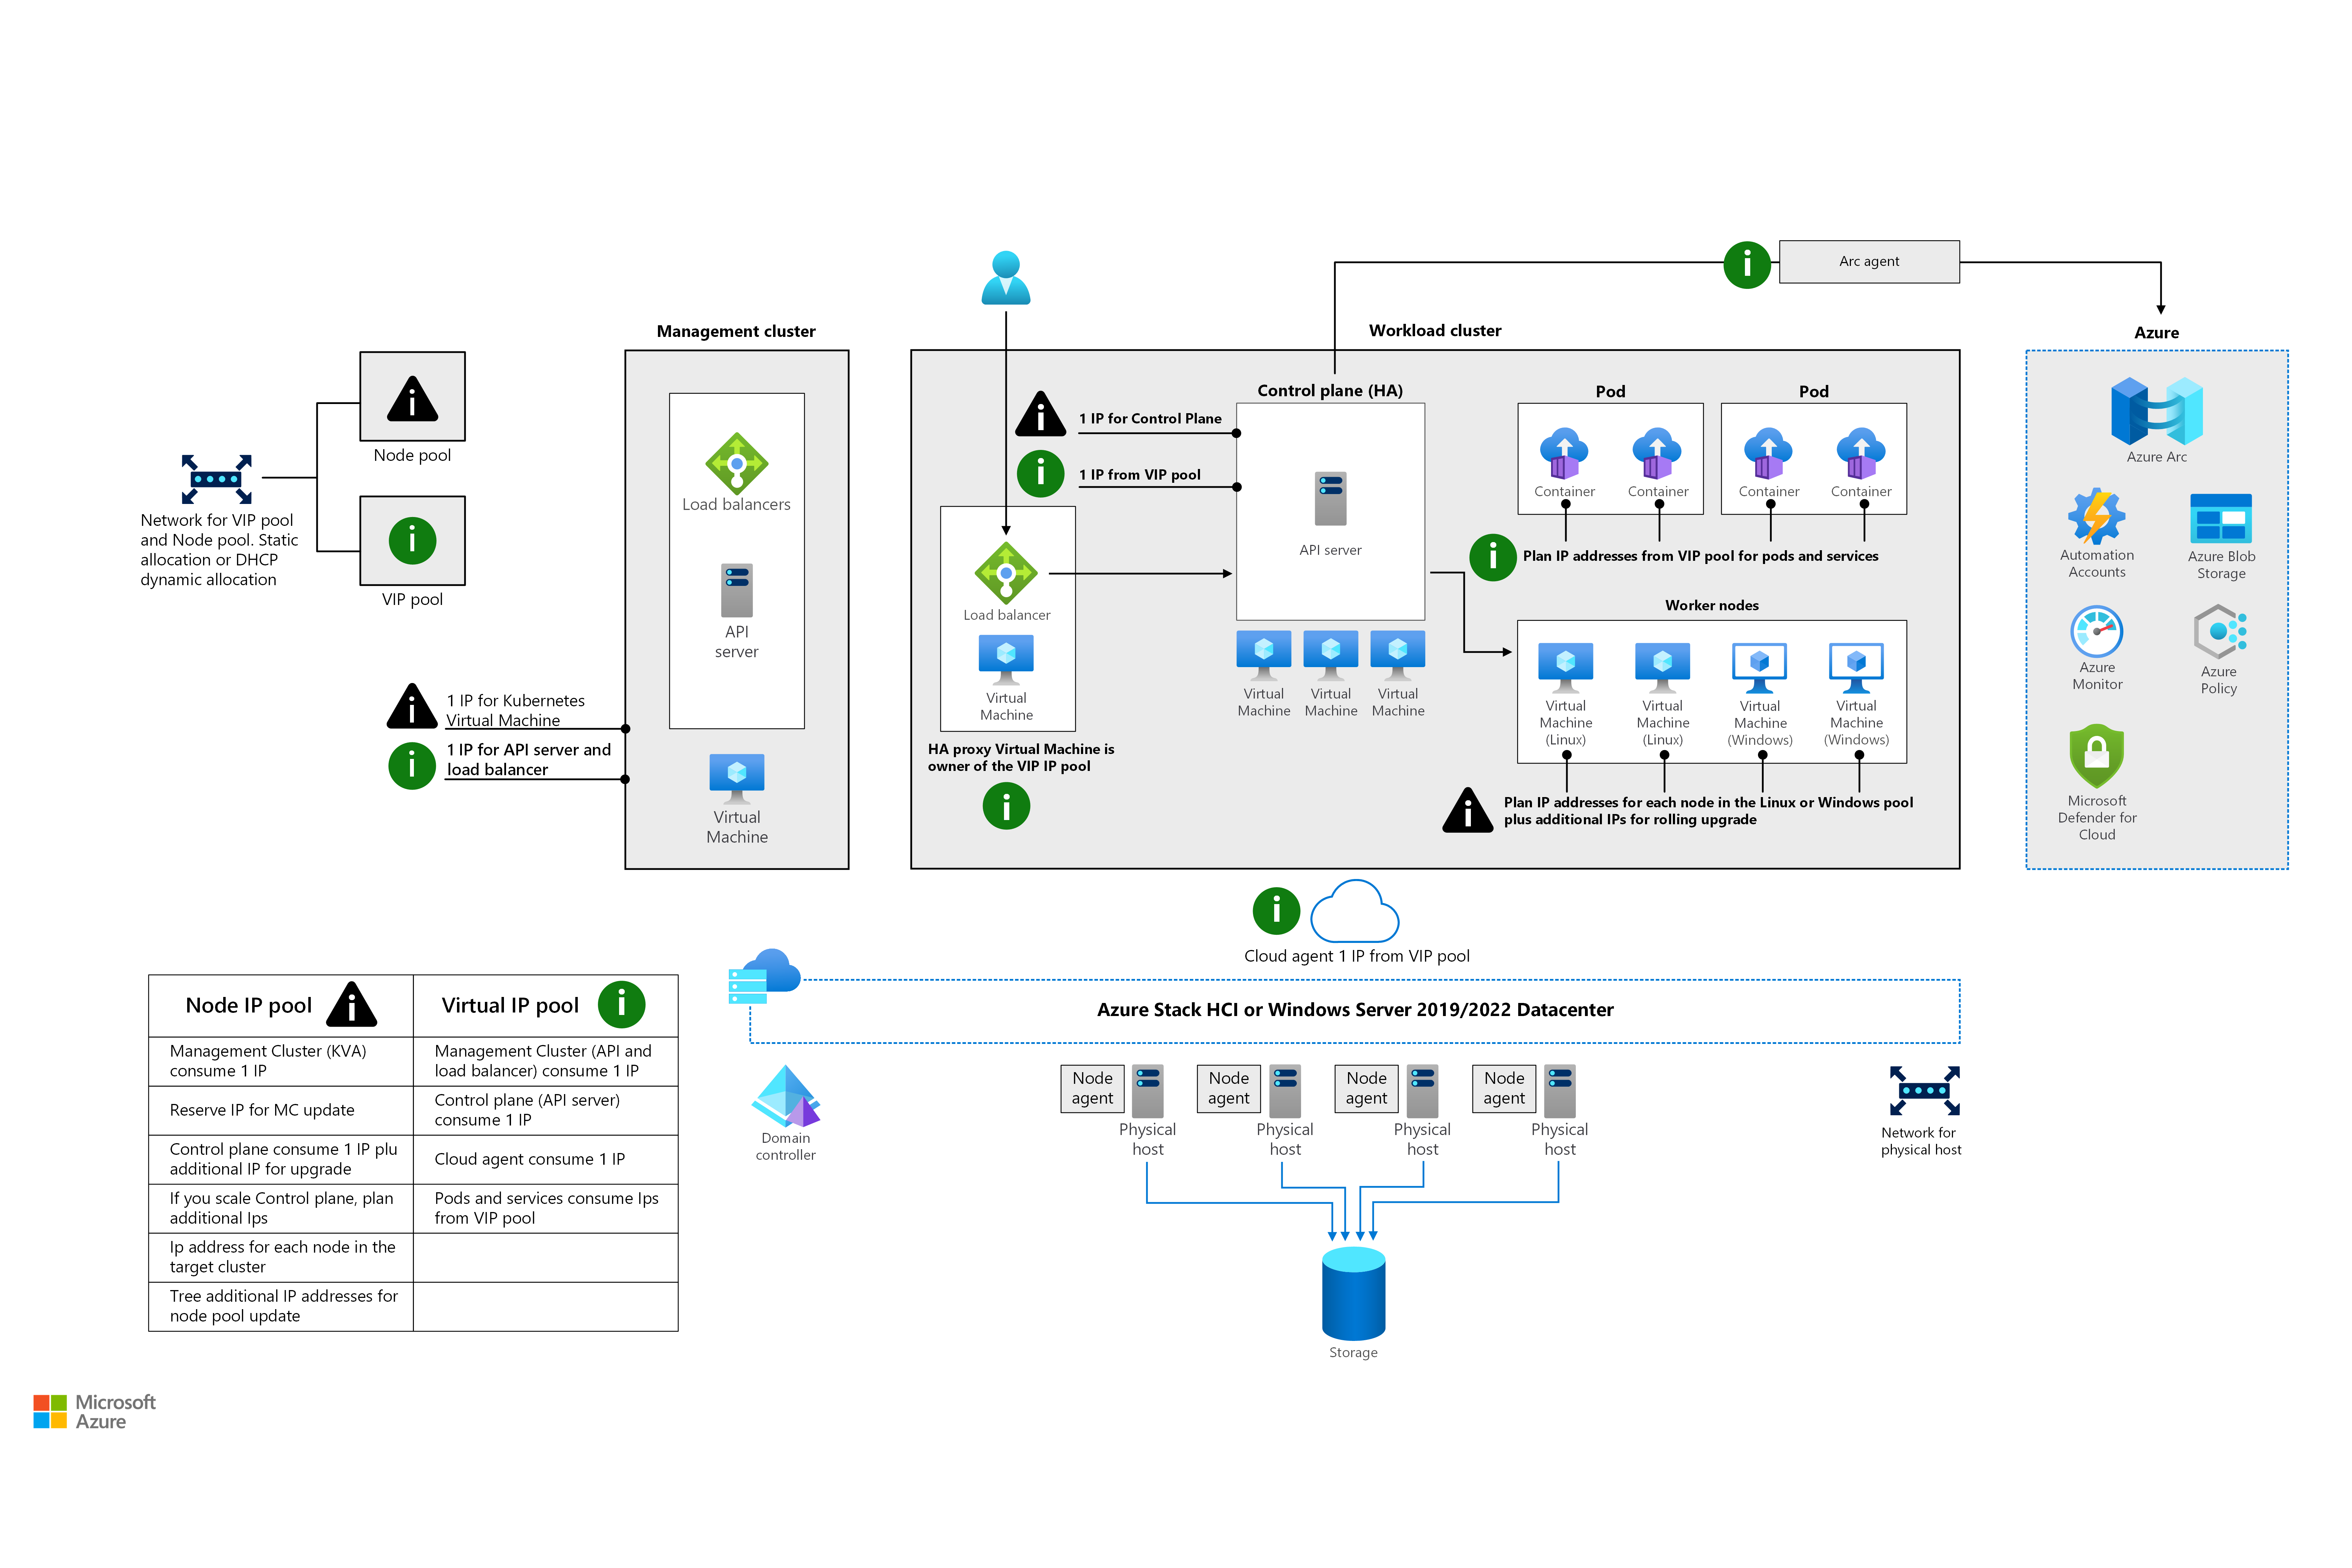 Arc agent
Management cluster
Workload cluster
Azure
Node pool
VIP pool
Network for VIP pool
and Node pool. Static
allocation or DHCP
dynamic allocation
Load balancers
API
server
1 IP for Kubernetes
Virtual Machine
1 IP for API server and
load balancer
Virtual
Machine
Control plane (HA)
1 IP for Control Plane
1 IP from VIP pool
API server
Load balancer
Virtual
Machine
HA proxy Virtual Machine is
owner of the VIP IP pool
Virtual
Machine
Virtual
Machine
Virtual
Machine
Pod
Pod
Container
Container
Container
Container
Plan IP addresses from VIP pool for pods and services
Worker nodes
Virtual
Machine
(Linux)
Virtual
Machine
(Linux)
Virtual
Machine
(Windows)
Virtual
Machine
(Windows)
Plan IP addresses for each node in the Linux or Windows pool
plus additional IPs for rolling upgrade
Azure Arc
Automation
Accounts
Azure Blob
Storage
Azure
Monitor
Azure
Policy
Microsoft
Defender for
Cloud
Cloud agent 1 IP from VIP pool
Azure Stack HCI or Windows Server 2019/2022 Datacenter
Domain
controller
Node
agent
Physical
host
Node
agent
Physical
host
Node
agent
Physical
host
Node
agent
Physical
host
Network for
physical host
Storage
Node IP pool
Virtual IP pool
Management Cluster (KVA)
consume 1 IP
Management Cluster (API and
load balancer) consume 1 IP
Reserve IP for MC update
Control plane (API server)
consume 1 IP
Control plane consume 1 IP plu
additional IP for upgrade
Cloud agent consume 1 IP
If you scale Control plane, plan
additional Ips
Pods and services consume Ips
from VIP pool
Ip address for each node in the
target cluster
Tree additional IP addresses for
node pool update
Microsoft
Azure